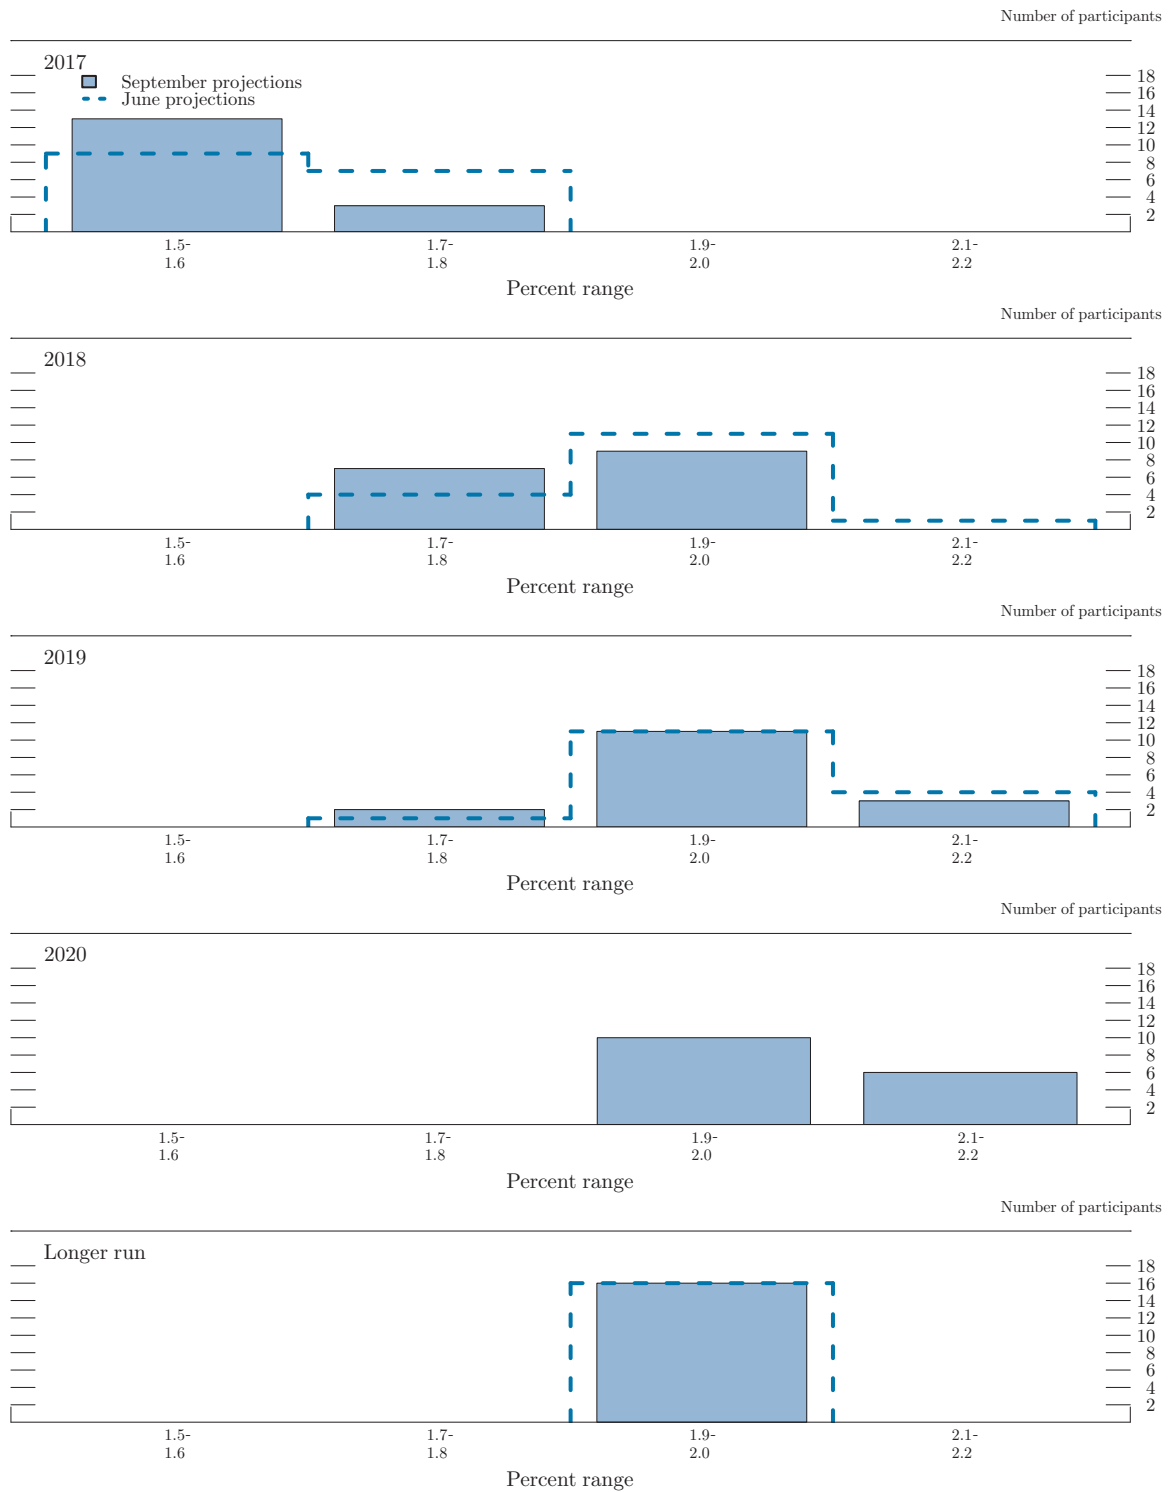 Number of participants
2017
September projections
June projections
18
16
14
12
10
8
6
4
2
1.5- 1.7- 1.9- 2.1-
1.6 1.8 2.0 2.2
Percent range
Number of participants
2018
18
16
14
12
10
8
6
4
2
1.5- 1.7- 1.9- 2.1-
1.6 1.8 2.0 2.2
Percent range
Number of participants
2019
18
16
14
12
10
8
6
4
2
1.5- 1.7- 1.9- 2.1-
1.6 1.8 2.0 2.2
Percent range
Number of participants
2020
18
16
14
12
10
8
6
4
2
1.5- 1.7- 1.9- 2.1-
1.6 1.8 2.0 2.2
Percent range
Number of participants
Longer run
18
16
14
12
10
8
6
4
2
1.5- 1.7- 1.9- 2.1-
1.6 1.8 2.0 2.2
Percent range